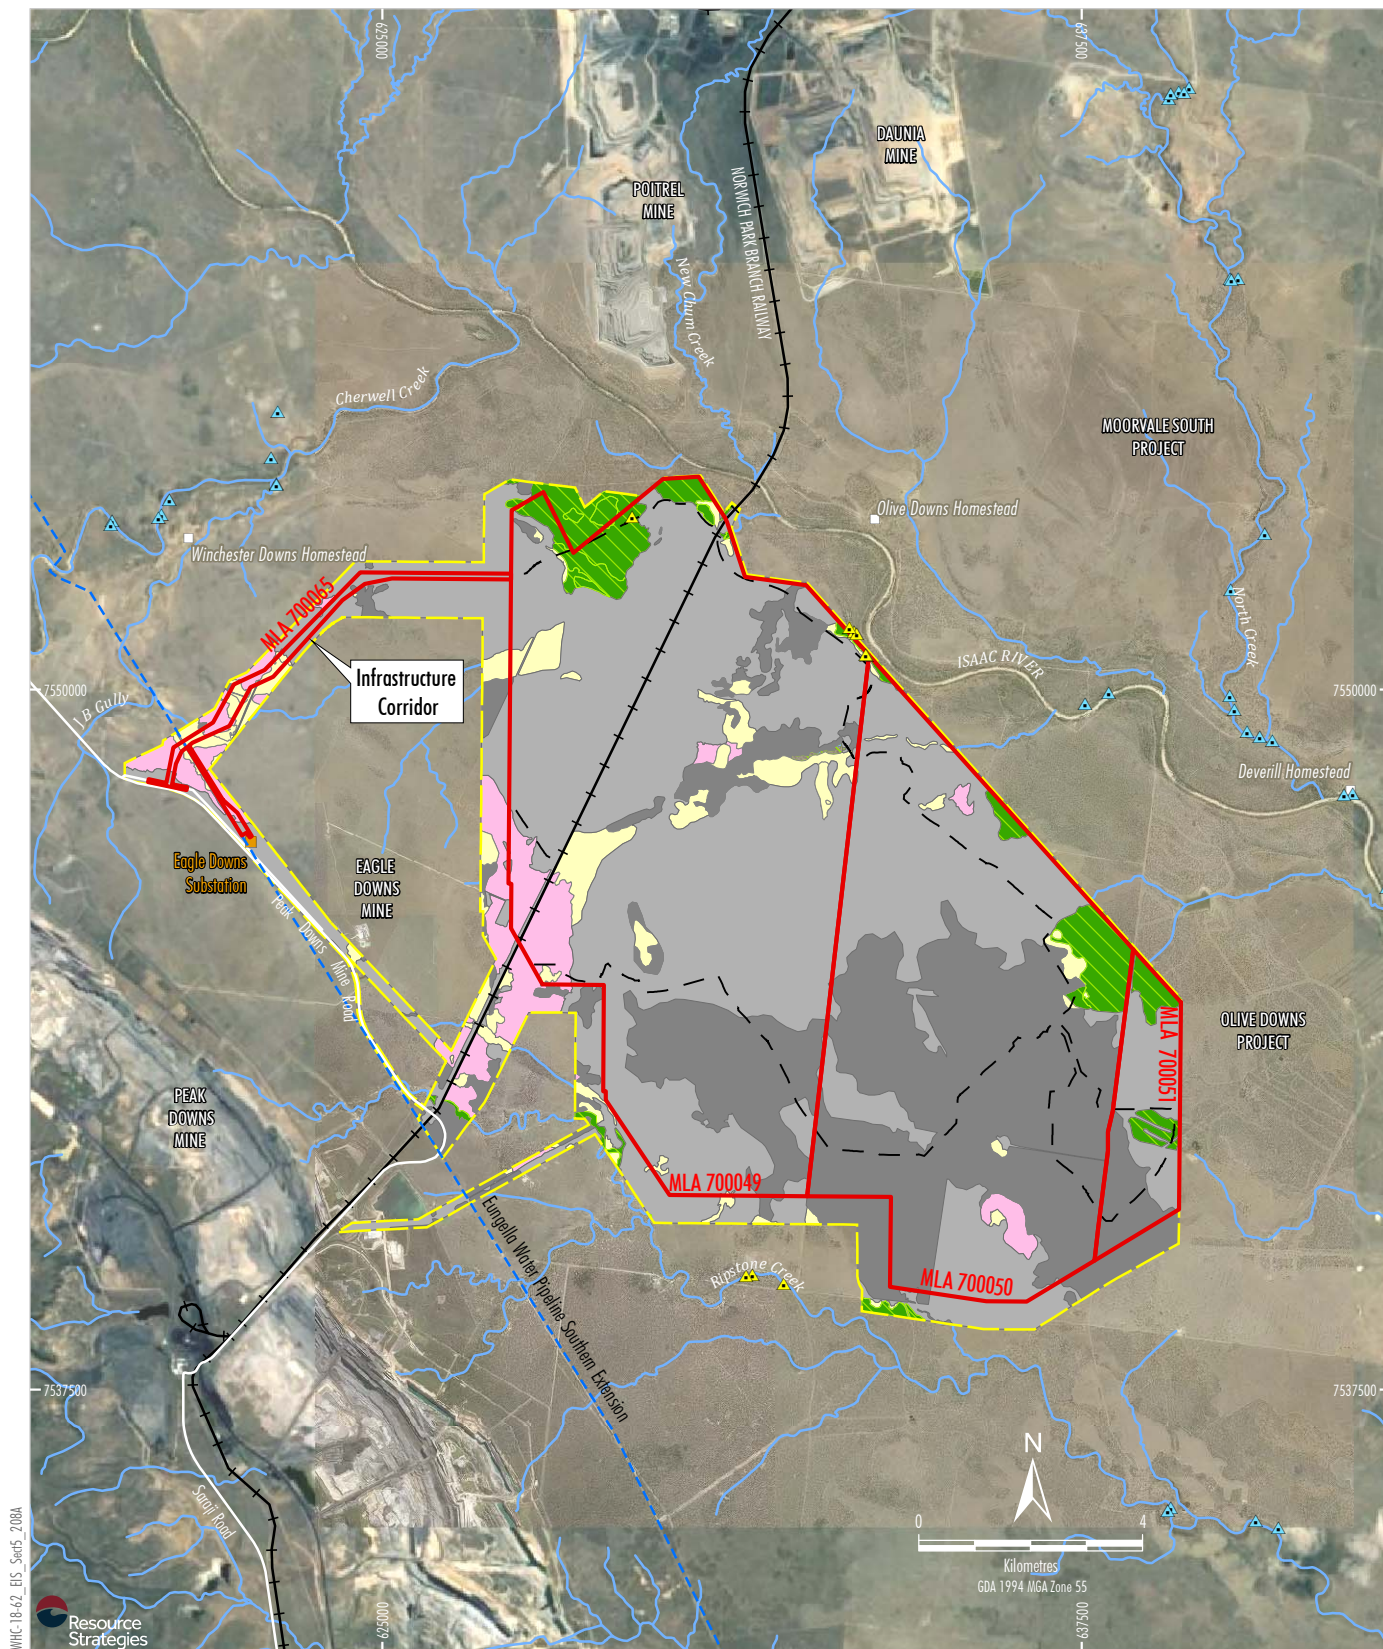 625000
637500
DAUNIA
MINE
POITREL
MINE
NORWICH PARK BRANCH RAILWAY
New Chum Creek
Cherwell Creek
MOORVALE SOUTH
PROJECT
Olive Downs Homestead
Winchester Downs Homestead
MLA 700065
North Creek
ISAAC RIVER
Infrastructure
Corridor
7550000
7550000
J B Gully
Deverill Homestead
Eagle Downs
Substation
EAGLE
DOWNS
MINE
Peak Downs Mine Road
OLIVE DOWNS
PROJECT
MLA 700051
PEAK
DOWNS
MINE
MLA 700049
Eungella Water Pipeline Southern Extension
Ripstone Creek
MLA 700050
7537500
7537500
N
Saraji Road
0
4
Kilometres
GDA 1994 MGA Zone 55
WHC-18-62_EIS_Sect5_208A
Resource
Strategies
625000
637500